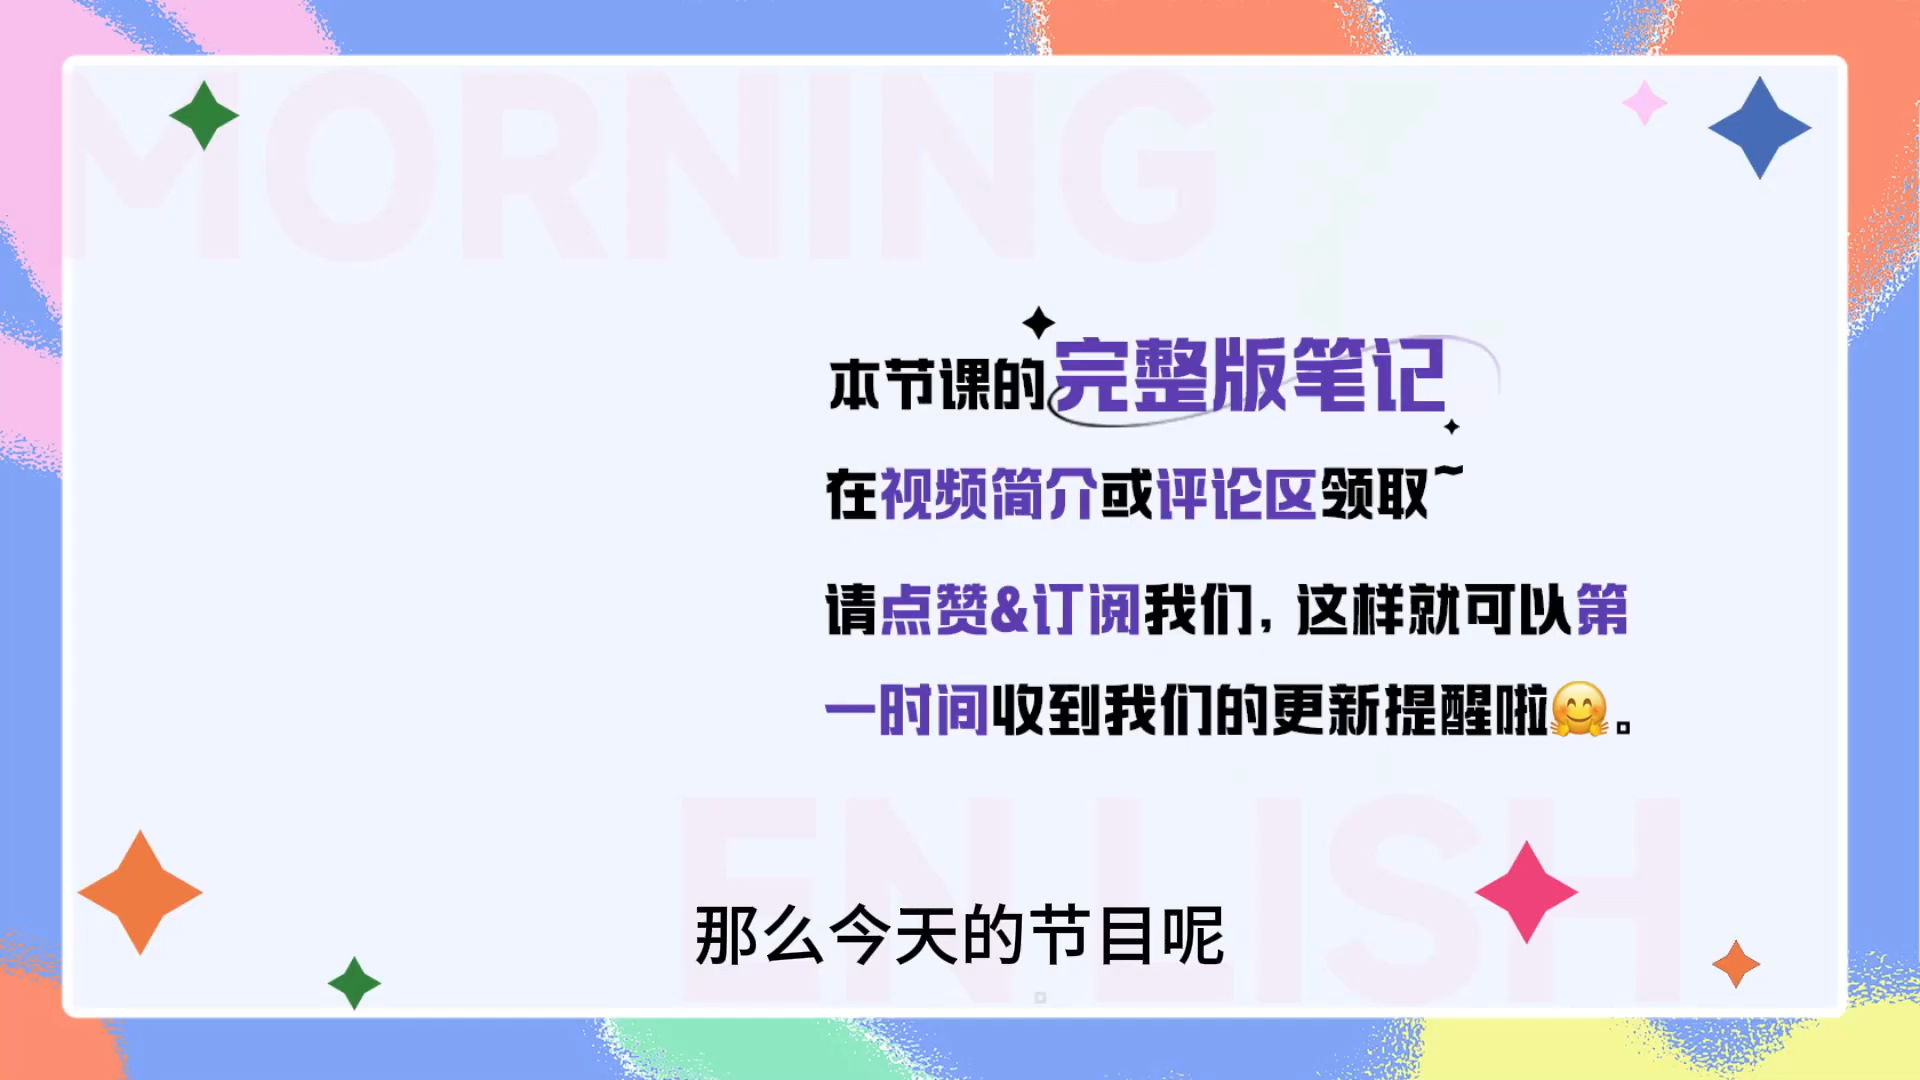 MORNING
本节课的完整版笔记
在视频简介或评论区领取~
请点赞&订阅我们，这样就可以第
一时间收到我们的更新提醒啦🤗。
EN LISH
那么今天的节目呢